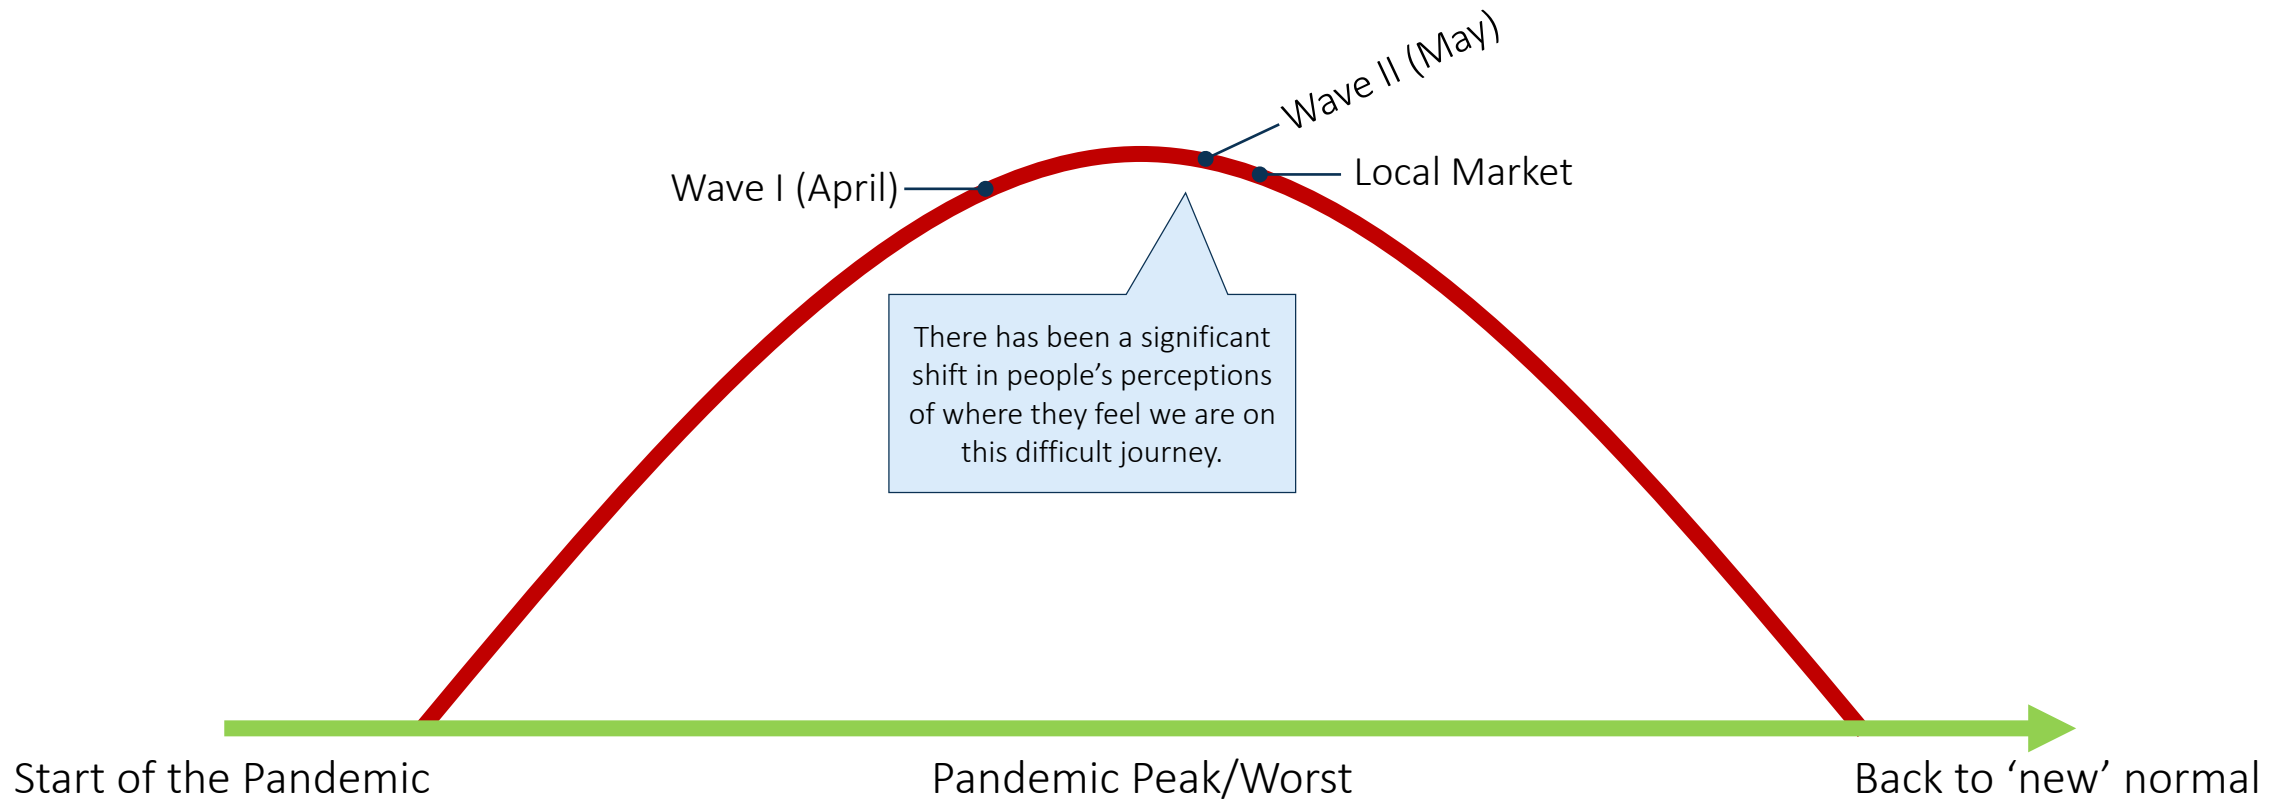 Wave II (May)
Wave I (April)
Local Market
There has been a significant
shift in people’s perceptions
of where they feel we are on
this difficult journey.
Start of the Pandemic
Pandemic Peak/Worst
Back to ‘new’ normal